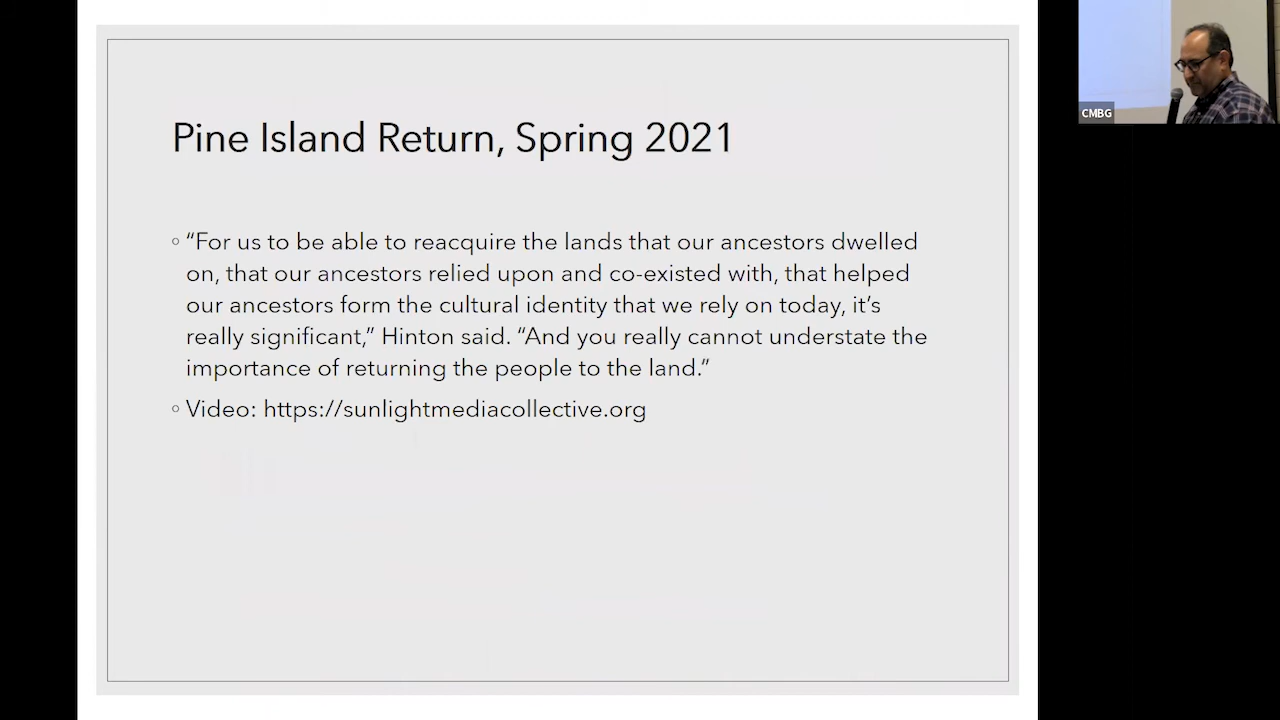 Pine Island Return, Spring 2021
◦ “For us to be able to reacquire the lands that our ancestors dwelled
on, that our ancestors relied upon and co-existed with, that helped
our ancestors form the cultural identity that we rely on today, it’s
really significant,” Hinton said. “And you really cannot understate the
importance of returning the people to the land.”
◦ Video: https://sunlightmediacollective.org
CMBG